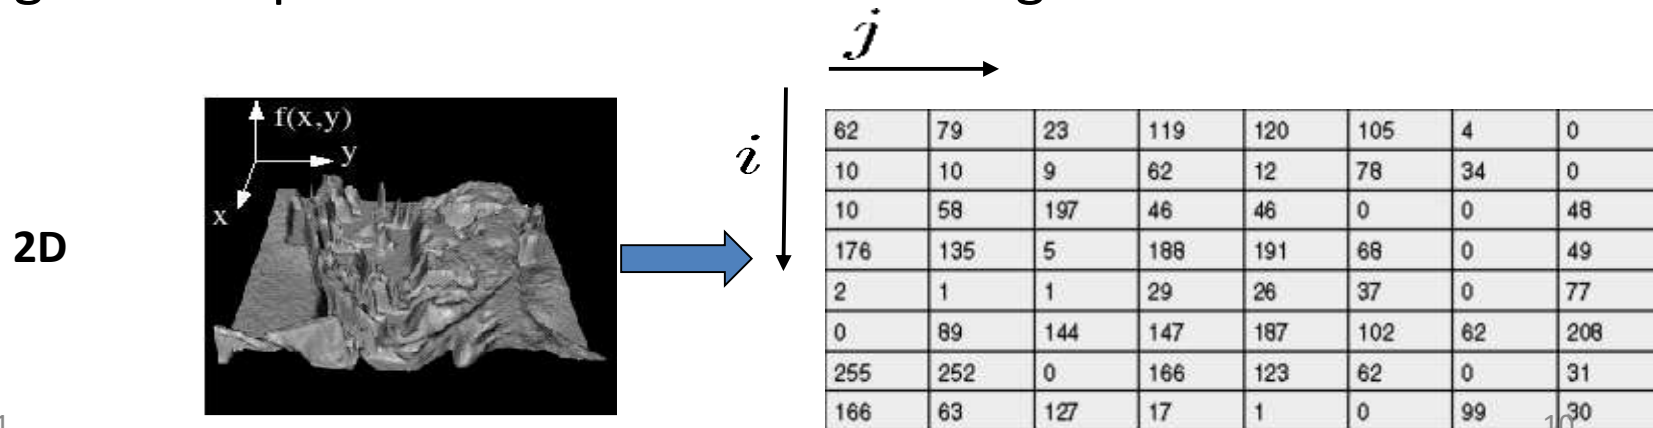 j
i
f(x,y)
y
x
2D
62 79 23 119 120 105 4 0
10 10 9 62 12 78 34 0
10 58 197 46 46 0 0 48
176 135 5 188 191 68 0 49
2 1 1 29 26 37 0 77
0 89 144 147 187 102 62 208
255 252 0 166 123 62 0 31
166 63 127 17 1 0 99 30